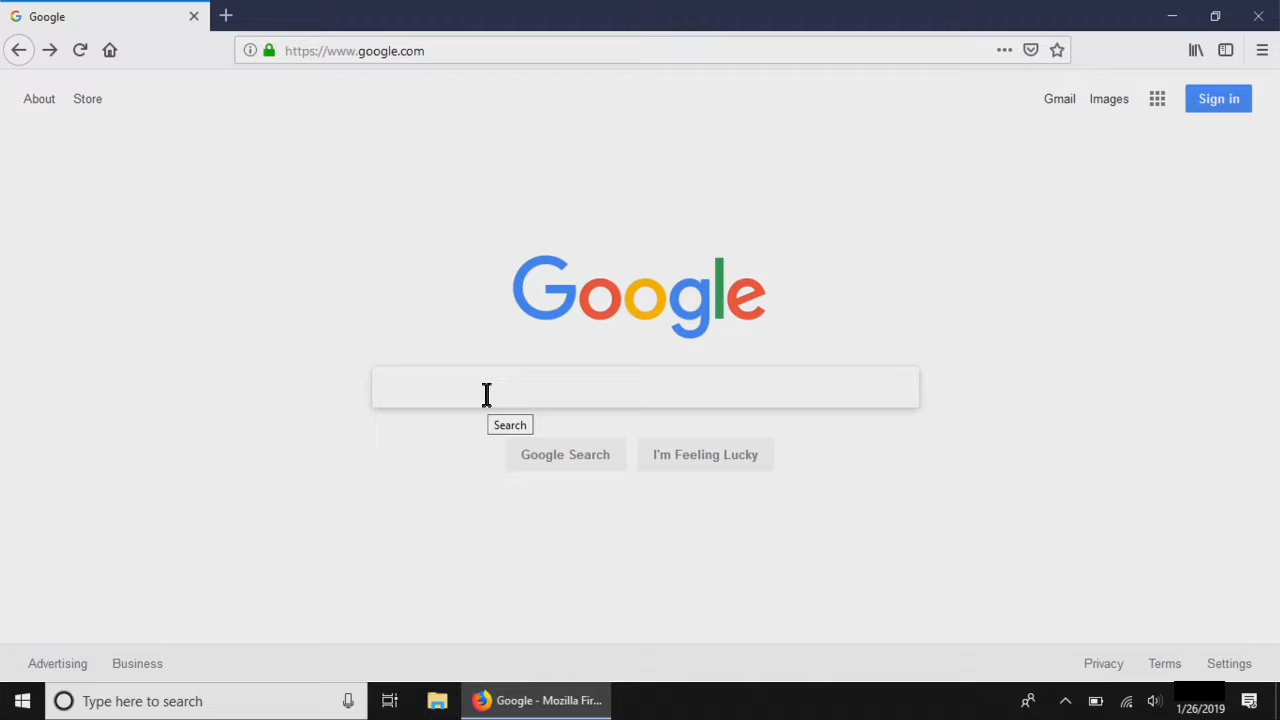 Google
https://www.google.com
About Store
Gmail Images Sign in
Google
Search
Google Search I'm Feeling Lucky
Advertising Business
Privacy Terms Settings
Type here to search
Google - Mozilla Fir...
1/26/2019